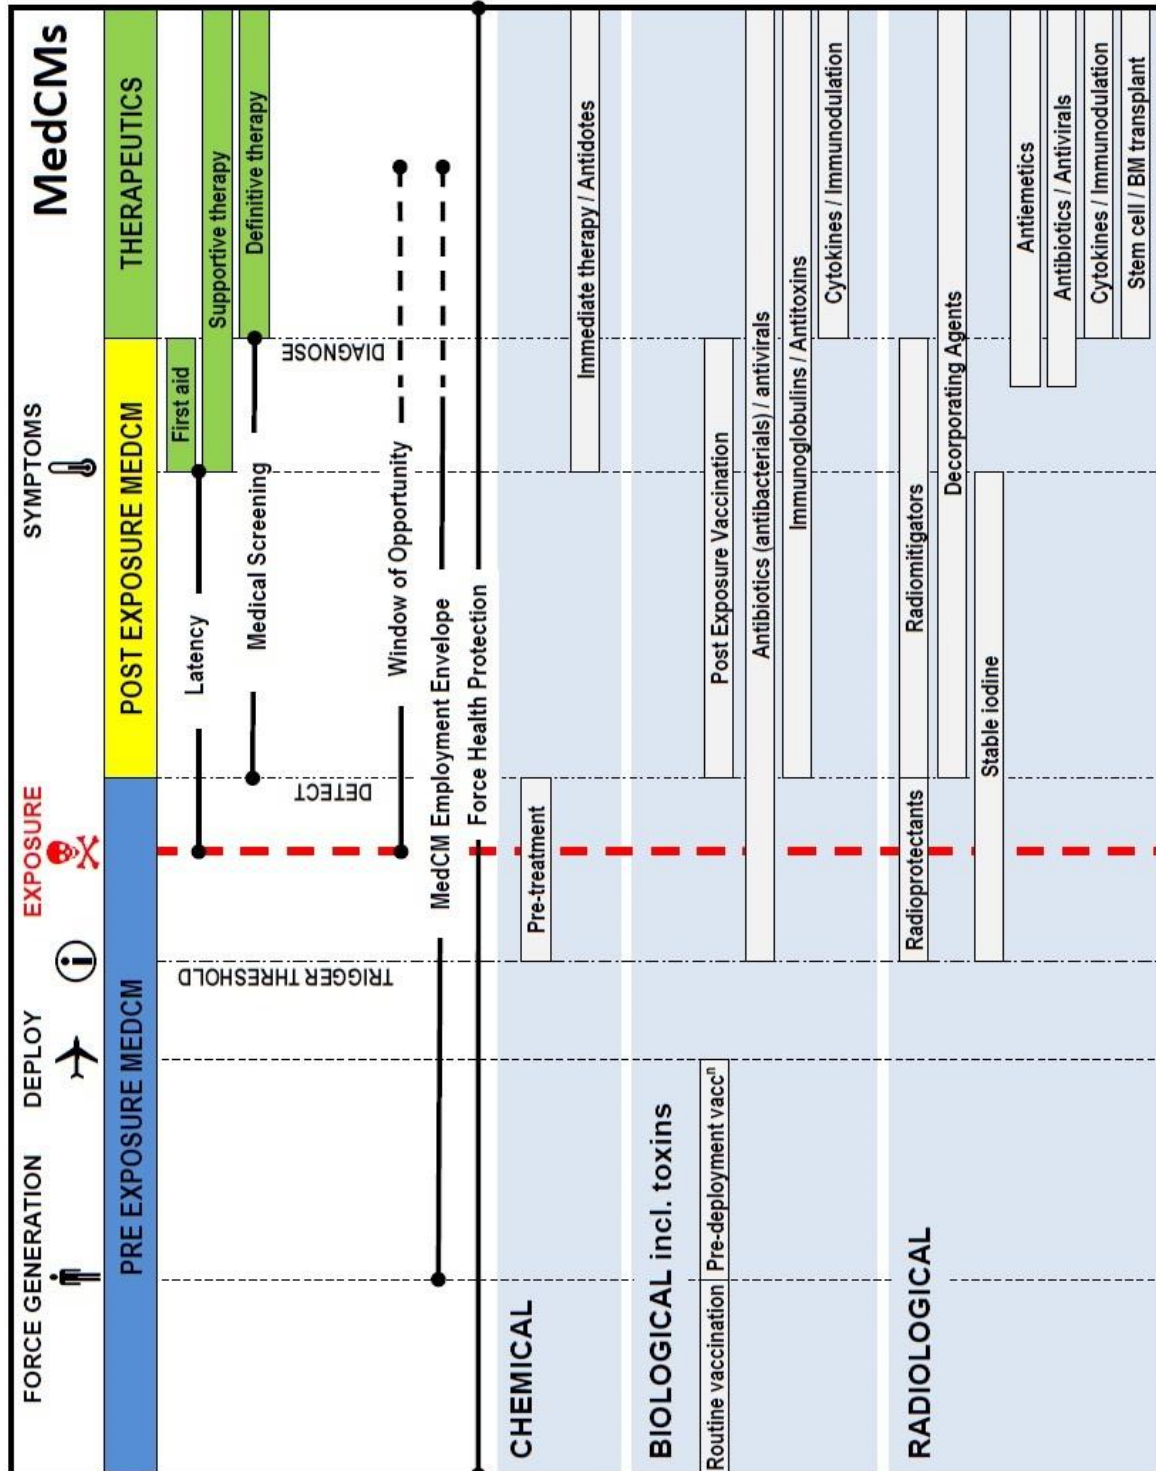 MedCMs
FORCE GENERATION
DEPLOY
EXPOSURE
SYMPTOMS
PRE EXPOSURE MEDCM
POST EXPOSURE MEDCM
THERAPEUTICS
First aid
Latency
Supportive therapy
Medical Screening
Definitive therapy
TRIGGER THRESHOLD
DETECT
DIAGNOSE
Window of Opportunity
MedCM Employment Envelope
Force Health Protection
CHEMICAL
Pre-treatment
Immediate therapy / Antidotes
BIOLOGICAL incl. toxins
Routine vaccination
Pre-deployment vaccⁿ
Post Exposure Vaccination
Antibiotics (antibacterials) / antivirals
Immunoglobulins / Antitoxins
Cytokines / Immunodulation
RADIOLOGICAL
Radioprotectants
Radiomitigators
Decorporating Agents
Stable iodine
Antiemetics
Antibiotics / Antivirals
Cytokines / Immunodulation
Stem cell / BM transplant